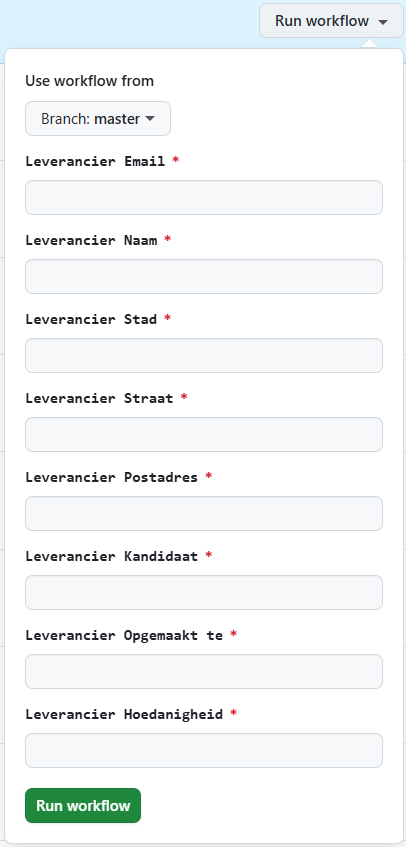 Run workflow
Use workflow from
Branch: master
Leverancier Email *
Leverancier Naam *
Leverancier Stad *
Leverancier Straat *
Leverancier Postadres *
Leverancier Kandidaat *
Leverancier Opgemaakt te *
Leverancier Hoedanigheid *
Run workflow